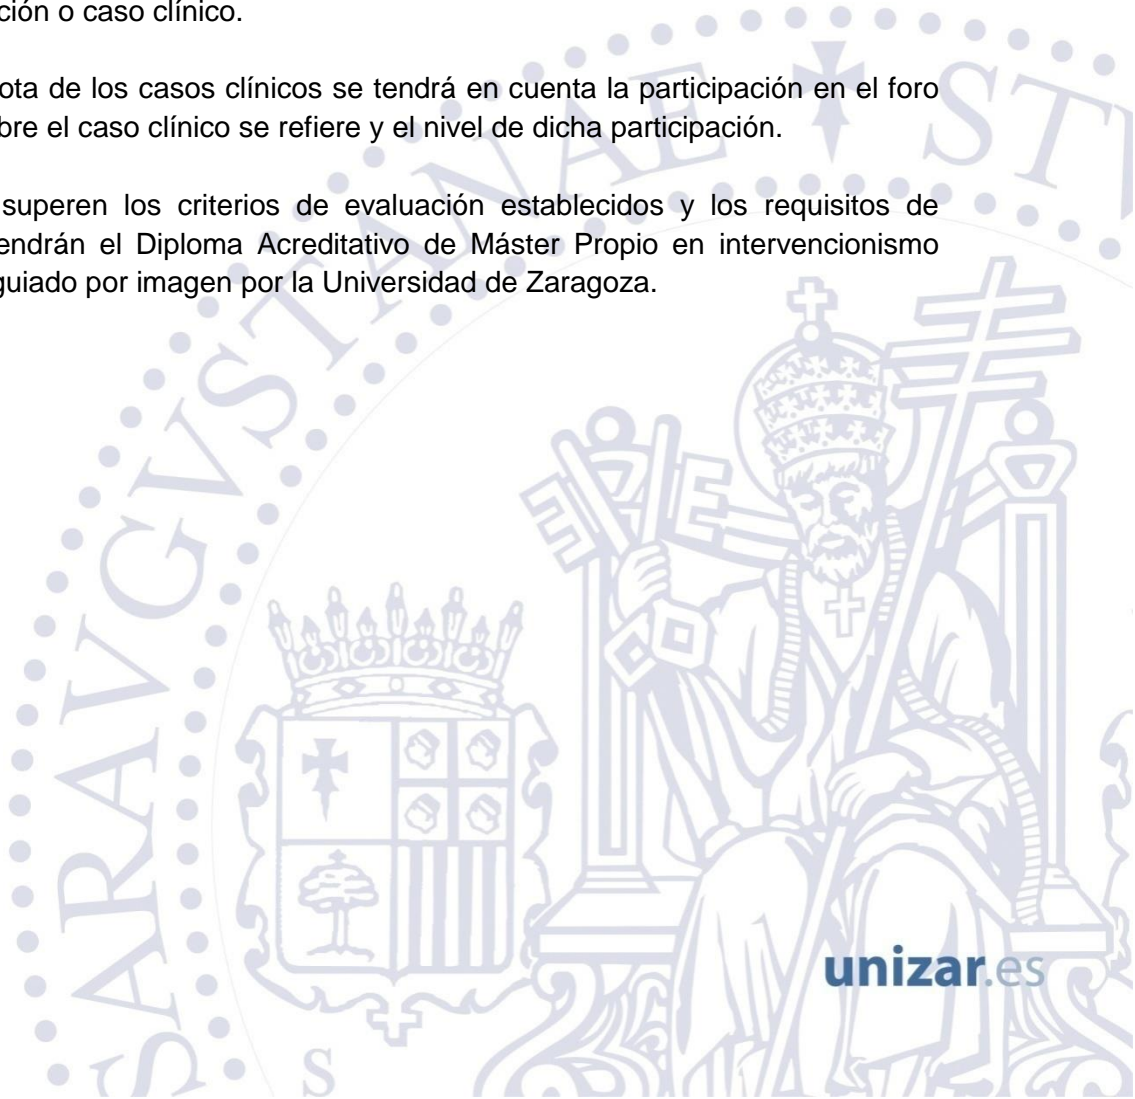 ción o caso clínico.
ota de los casos clínicos se tendrá en cuenta la participación en el foro
bre el caso clínico se refiere y el nivel de dicha participación.
superen los criterios de evaluación establecidos y los requisitos de
endrán el Diploma Acreditativo de Máster Propio en intervencionismo
guiado por imagen por la Universidad de Zaragoza.
SARAVGVSTANAE STV
S
unizar.es